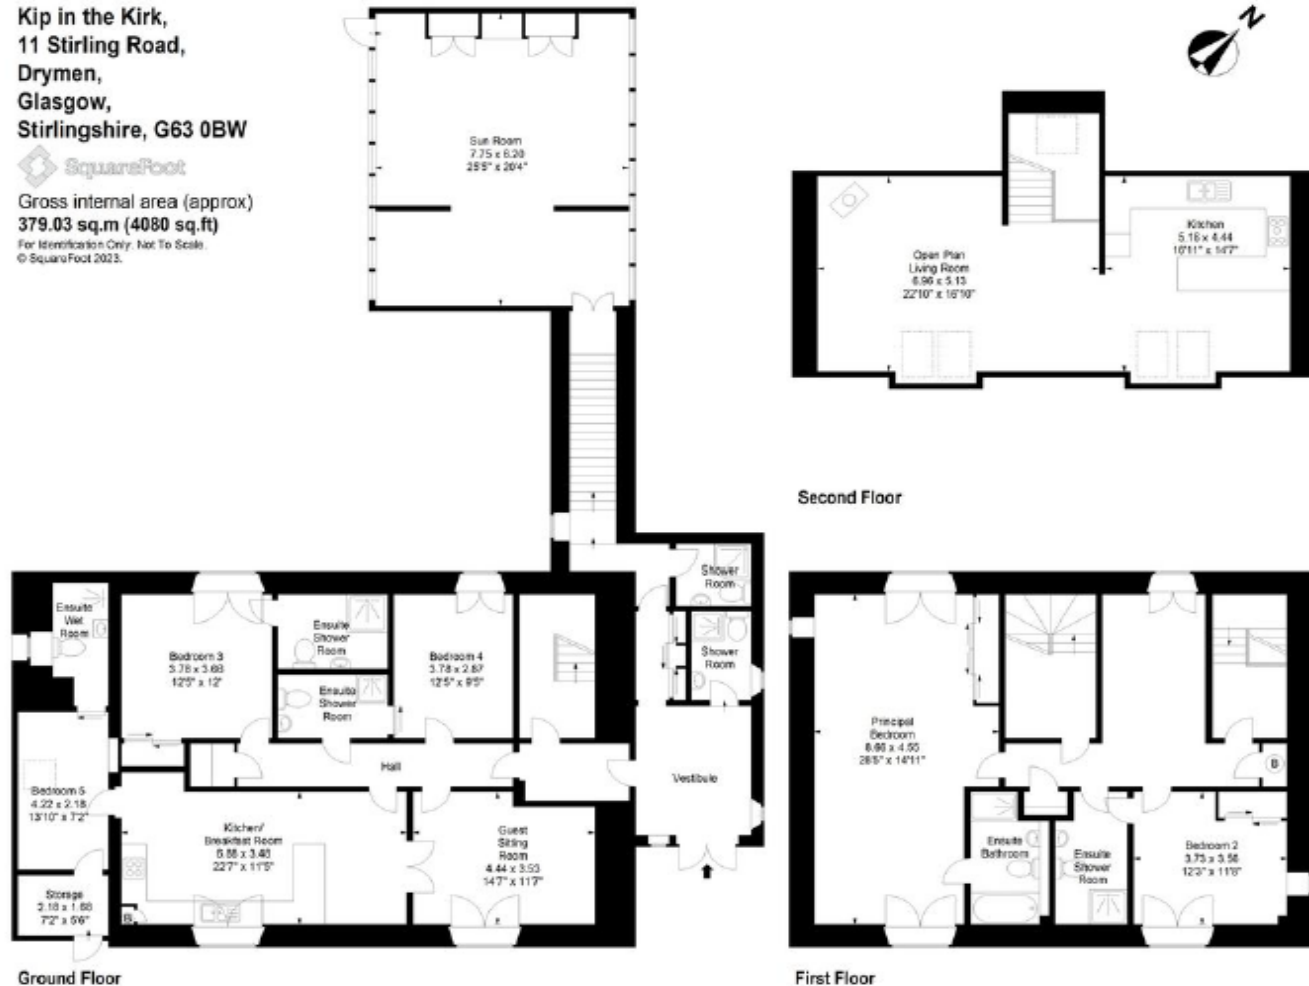 Kip in the Kirk,
11 Stirling Road,
Drymen,
Glasgow,
Stirlingshire, G63 0BW
SquareFoot
Gross internal area (approx)
379.03 sq.m (4080 sq.ft)
For Identification Only. Not To Scale.
© SquareFoot 2023.
N
Sun Room
7.75 x 6.20
25'5" x 20'4"
Open Plan
Living Room
6.96 x 5.13
22'10" x 16'10"
Kitchen
5.16 x 4.44
16'11" x 14'7"
Second Floor
Ensuite
Wet
Room
Bedroom 3
3.78 x 3.66
12'5" x 12'
Ensuite
Shower
Room
Ensuite
Shower
Room
Bedroom 4
3.78 x 2.87
12'5" x 9'5"
Shower
Room
Shower
Room
Hall
Vestibule
Bedroom 5
4.22 x 2.18
13'10" x 7'2"
Kitchen/
Breakfast Room
6.88 x 3.48
22'7" x 11'5"
Guest
Sitting
Room
4.44 x 3.53
14'7" x 11'7"
Storage
2.18 x 1.68
7'2" x 5'6"
B
Ground Floor
Principal
Bedroom
8.66 x 4.55
28'5" x 14'11"
B
Ensuite
Bathroom
Ensuite
Shower
Room
Bedroom 2
3.73 x 3.56
12'3" x 11'8"
First Floor